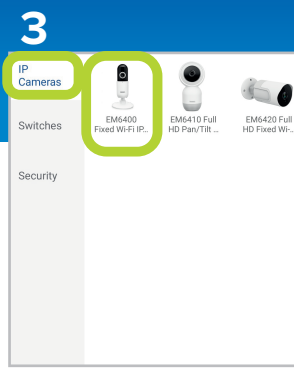 3
IP
Cameras
EM6400
Fixed Wi-Fi IP...
EM6410 Full
HD Pan/Tilt ...
EM6420 Full
HD Fixed Wi-...
Switches
Security